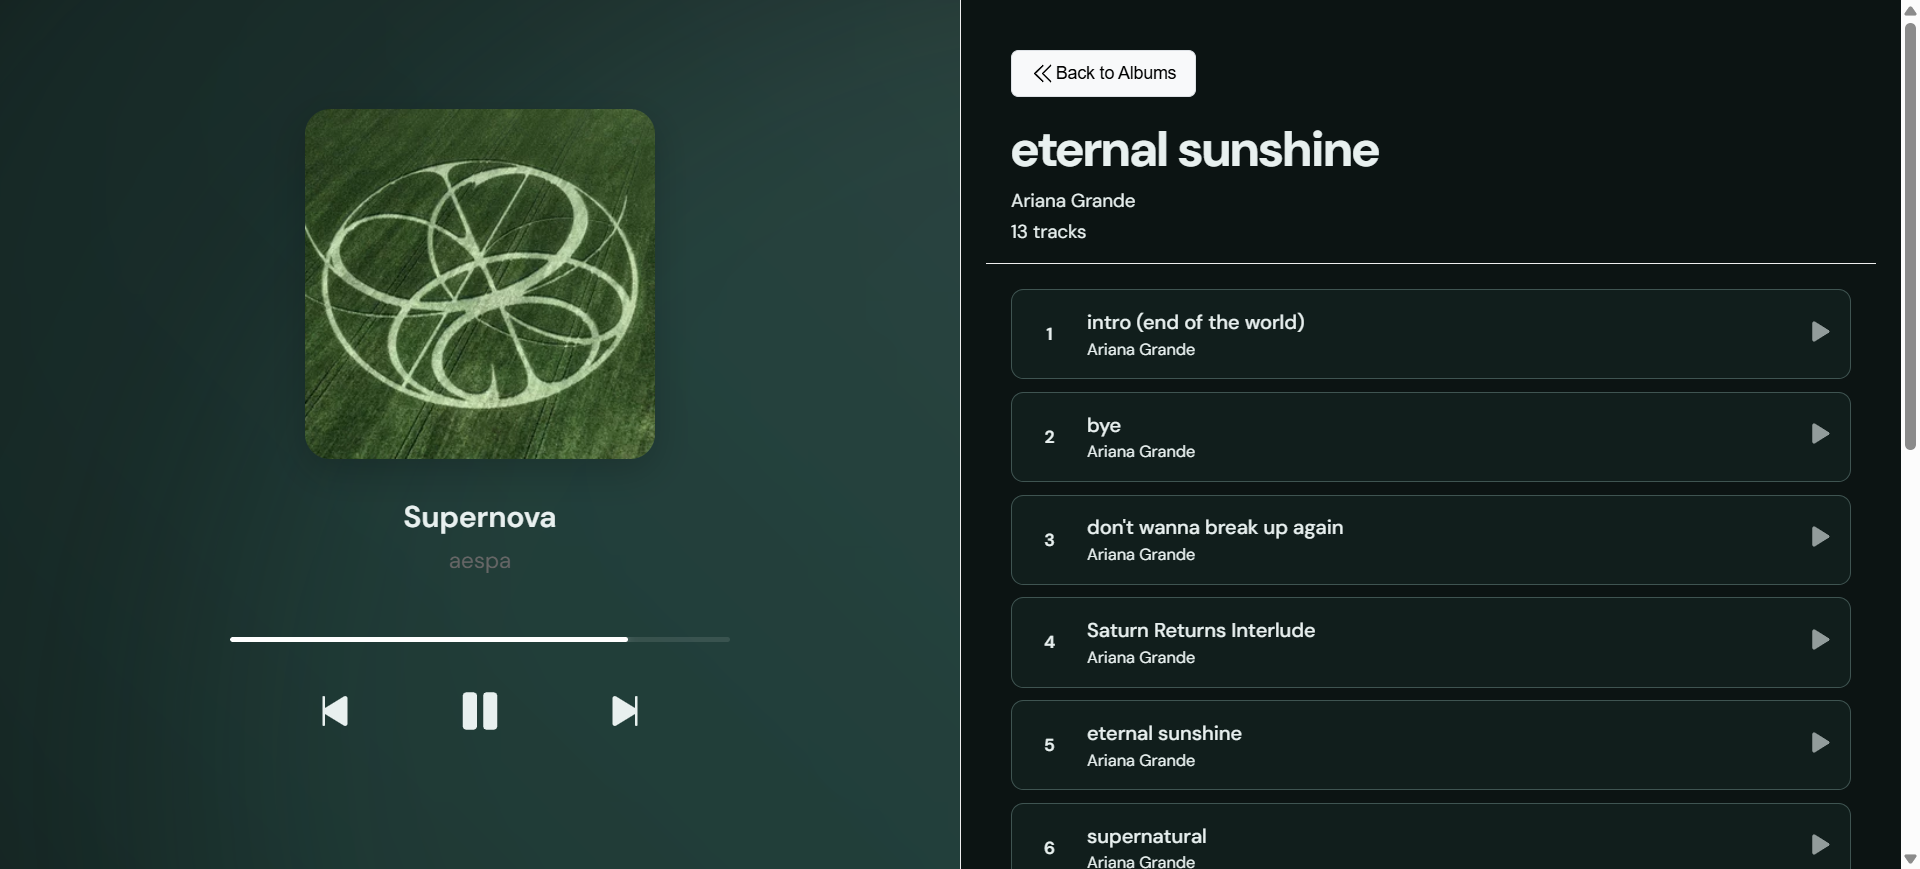 Supernova
aespa
Back to Albums
eternal sunshine
Ariana Grande
13 tracks
1
intro (end of the world)
Ariana Grande
2
bye
Ariana Grande
3
don't wanna break up again
Ariana Grande
4
Saturn Returns Interlude
Ariana Grande
5
eternal sunshine
Ariana Grande
6
supernatural
Ariana Grande